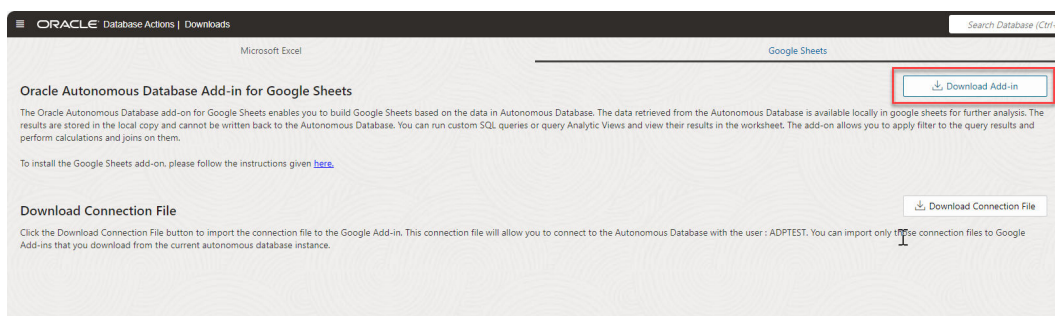 ORACLE Database Actions | Downloads
Search Database (Ctrl-
Microsoft Excel
Google Sheets
Oracle Autonomous Database Add-in for Google Sheets
Download Add-in
The Oracle Autonomous Database add-on for Google Sheets enables you to build Google Sheets based on the data in Autonomous Database. The data retrieved from the Autonomous Database is available locally in google sheets for further analysis. The
results are stored in the local copy and cannot be written back to the Autonomous Database. You can run custom SQL queries or query Analytic Views and view their results in the worksheet. The add-on allows you to apply filter to the query results and
perform calculations and joins on them.
To install the Google Sheets add-on, please follow the instructions given here.
Download Connection File
Download Connection File
Click the Download Connection File button to import the connection file to the Google Add-in. This connection file will allow you to connect to the Autonomous Database with the user : ADPTEST. You can import only those connection files to Google
Add-ins that you download from the current autonomous database instance.